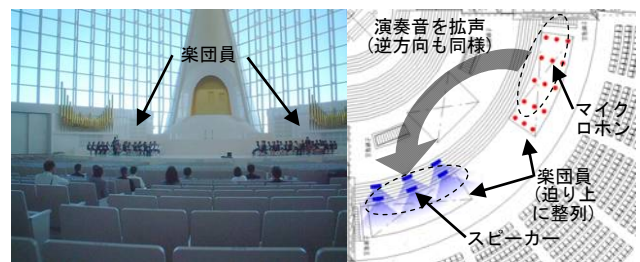 楽団員
演奏音を拡声
(逆方向も同様)
マイク
ロホン
楽団員
(迫り上
に整列)
スピーカー